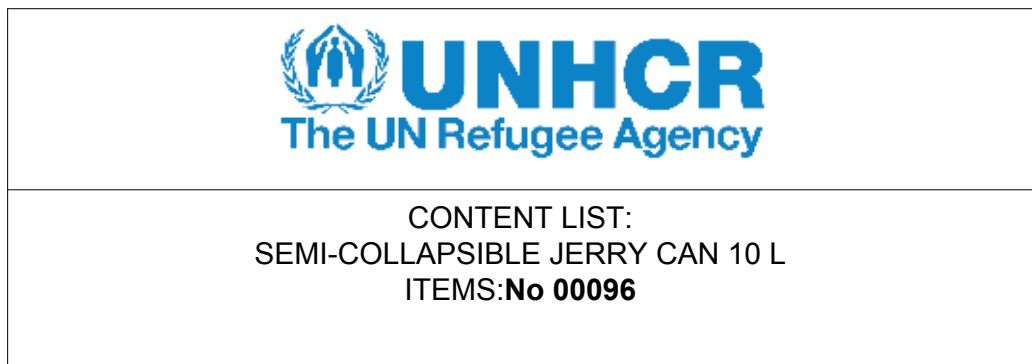 UNHCR
The UN Refugee Agency
CONTENT LIST:
SEMI-COLLAPSIBLE JERRY CAN 10 L
ITEMS:No 00096